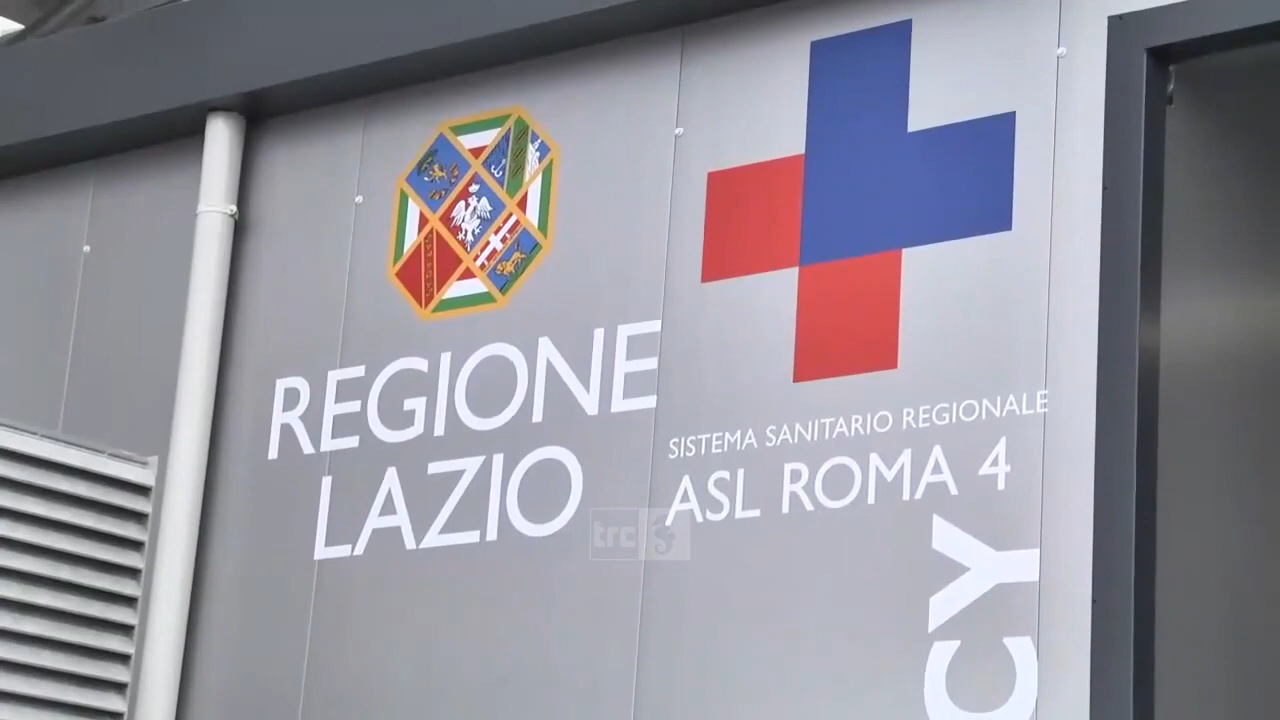 REGIONE
LAZIO
SISTEMA SANITARIO REGIONALE
ASL ROMA 4
trc
CY